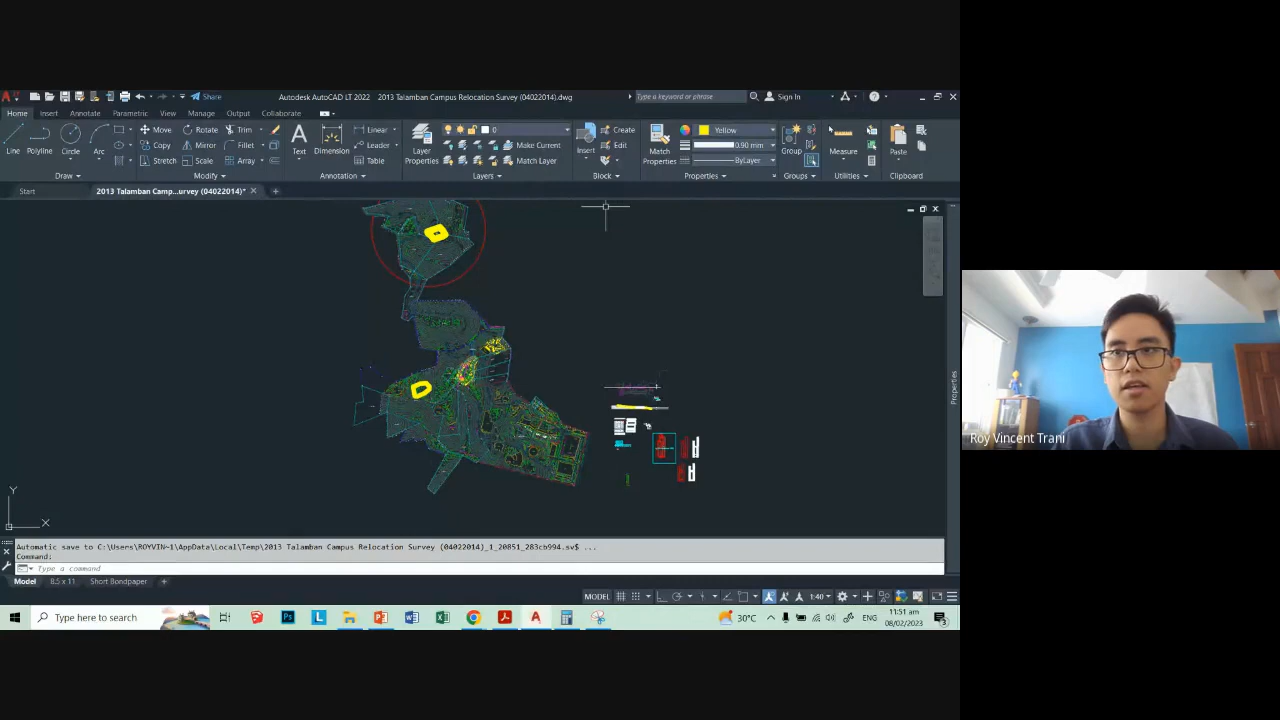 Share
Autodesk AutoCAD LT 2022 2013 Talamban Campus Relocation Survey (04022014).dwg
Type a keyword or phrase
Sign In
Home Insert Annotate Parametric View Manage Output Collaborate
Move Rotate Trim
Copy Mirror Fillet
Stretch Scale Array
Line Polyline Circle Arc
Text Dimension
Linear
Leader
Table
Layer Properties
0
Make Current
Match Layer
Insert
Create
Edit
Match Properties
Yellow
0.90 mm
ByLayer
Group
Measure
Paste
Draw Modify Annotation Layers Block Properties Groups Utilities Clipboard
Start 2013 Talamban Camp...urvey (04022014)*
Properties
Roy Vincent Trani
Y
X
Automatic save to C:\Users\ROYVIN~1\AppData\Local\Temp\2013 Talamban Campus Relocation Survey (04022014)_1_20851_283cb994.sv$ ...
Command:
Type a command
Model 8.5 x 11 Short Bondpaper
MODEL 1:40
Type here to search
30°C
ENG
11:51 am
08/02/2023
3